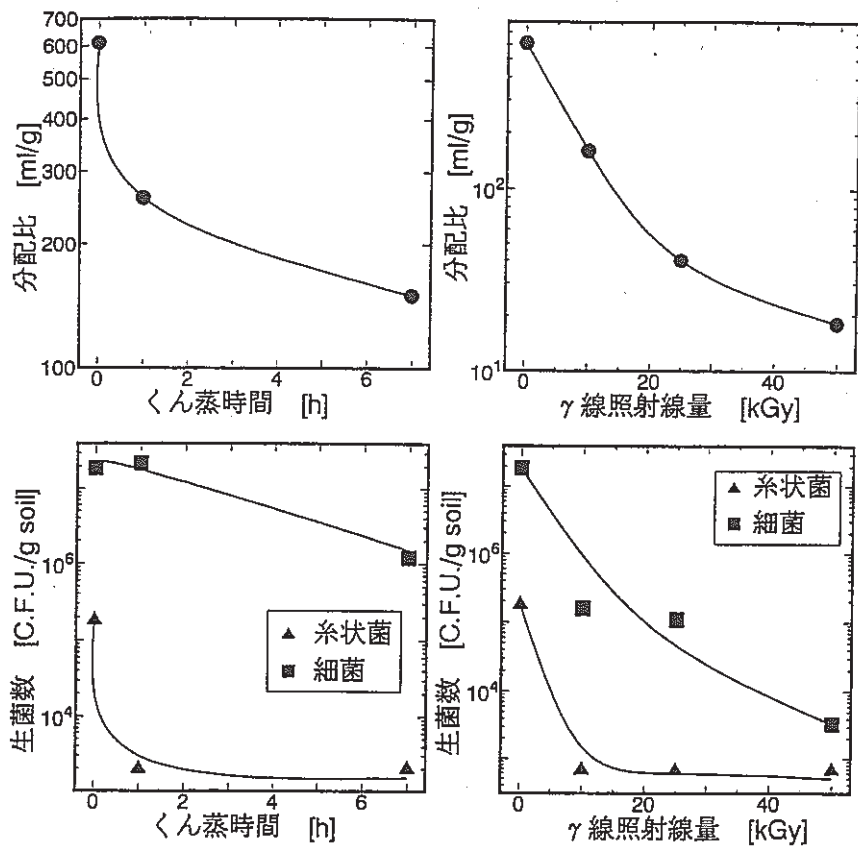 分配比 [ml/g]
700
600
500
400
300
200
100
0 2 4 6
くん蒸時間 [h]
分配比 [ml/g]
10²
10¹
0 20 40
γ線照射線量 [kGy]
生菌数 [C.F.U./g soil]
10⁶
10⁴
▲ 糸状菌
■ 細菌
0 2 4 6
くん蒸時間 [h]
生菌数 [C.F.U./g soil]
▲ 糸状菌
■ 細菌
10⁶
10⁴
0 20 40
γ線照射線量 [kGy]